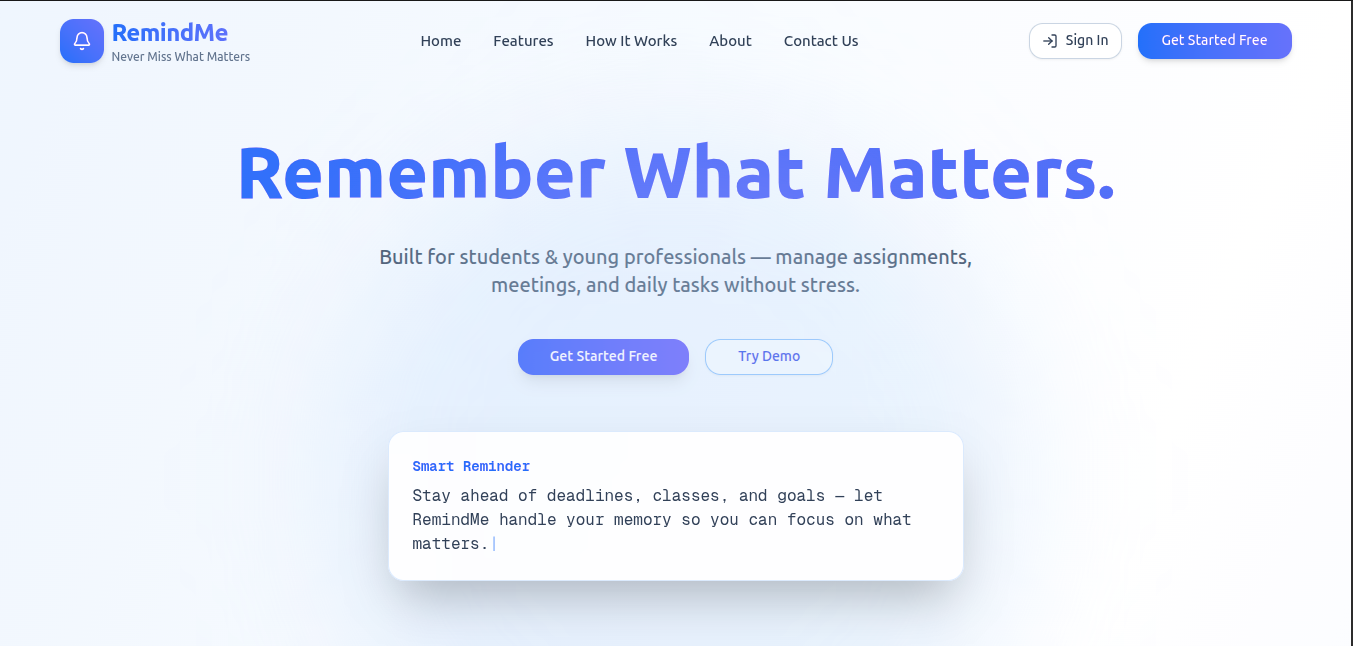 RemindMe
Never Miss What Matters
Home
Features
How It Works
About
Contact Us
Sign In
Get Started Free
Remember What Matters.
Built for students & young professionals — manage assignments,
meetings, and daily tasks without stress.
Get Started Free
Try Demo
Smart Reminder
Stay ahead of deadlines, classes, and goals — let
RemindMe handle your memory so you can focus on what
matters.|